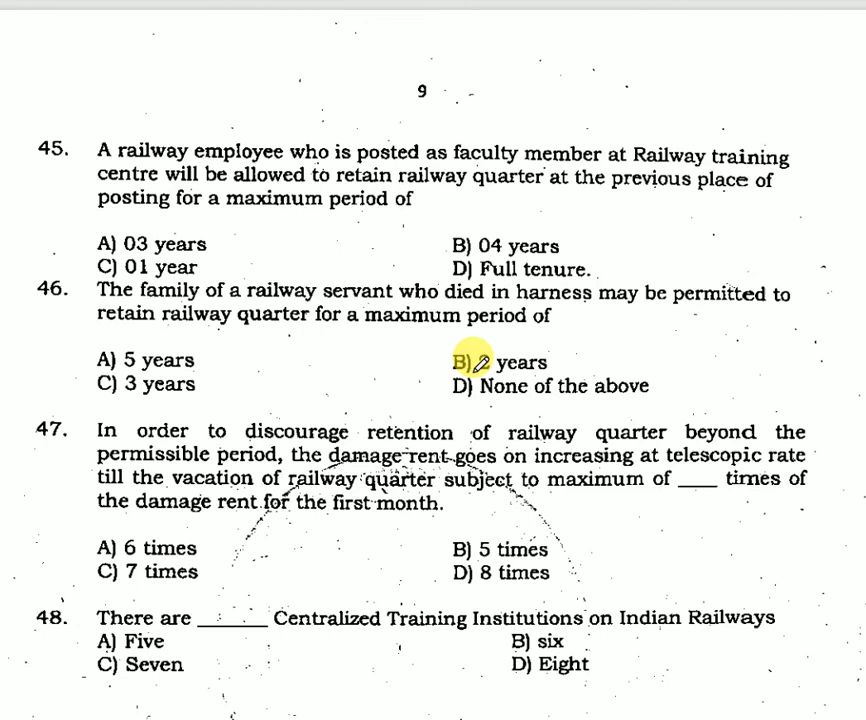 9
45. A railway employee who is posted as faculty member at Railway training
centre will be allowed to retain railway quarter at the previous place of
posting for a maximum period of
A) 03 years B) 04 years
C) 01 year D) Full tenure.
46. The family of a railway servant who died in harness may be permitted to
retain railway quarter for a maximum period of
A) 5 years B) 2 years
C) 3 years D) None of the above
47. In order to discourage retention of railway quarter beyond the
permissible period, the damage rent goes on increasing at telescopic rate
till the vacation of railway quarter subject to maximum of ___ times of
the damage rent for the first month.
A) 6 times B) 5 times
C) 7 times D) 8 times
48. There are ______ Centralized Training Institutions on Indian Railways
A) Five B) six
C) Seven D) Eight